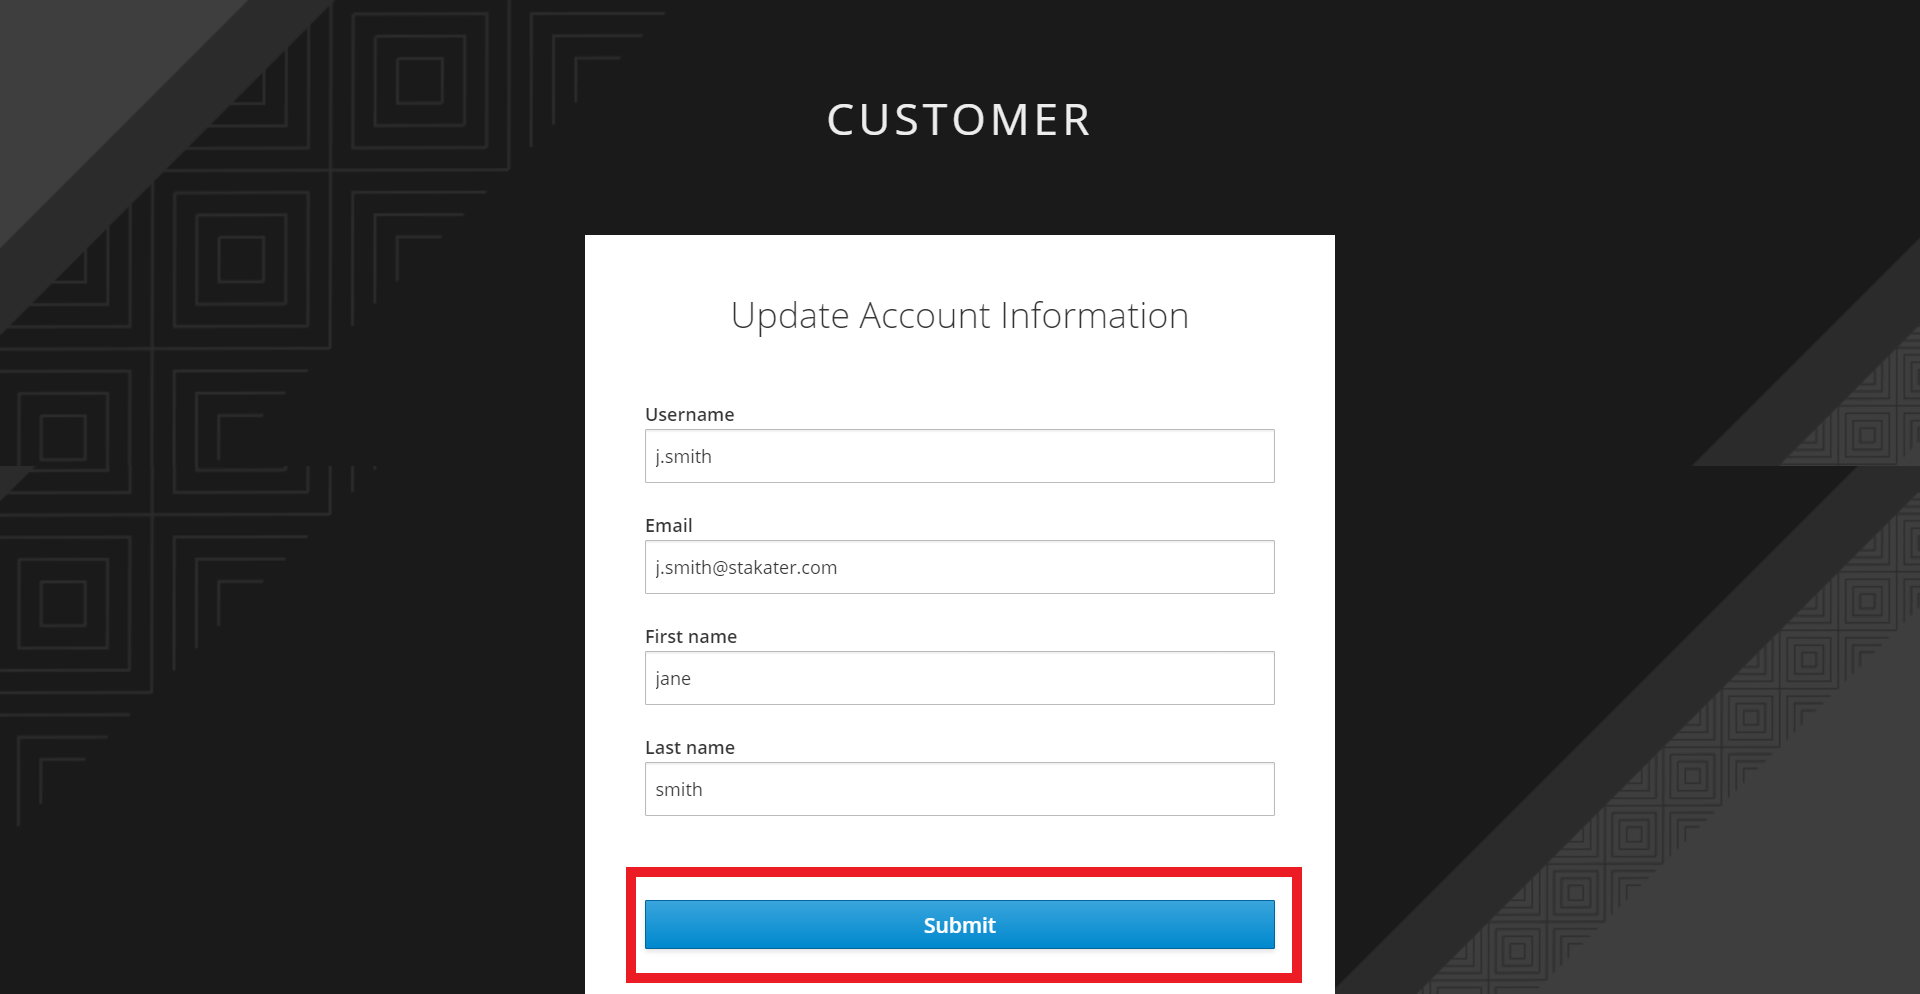 CUSTOMER
Update Account Information
Username
j.smith
Email
j.smith@stakater.com
First name
jane
Last name
smith
Submit